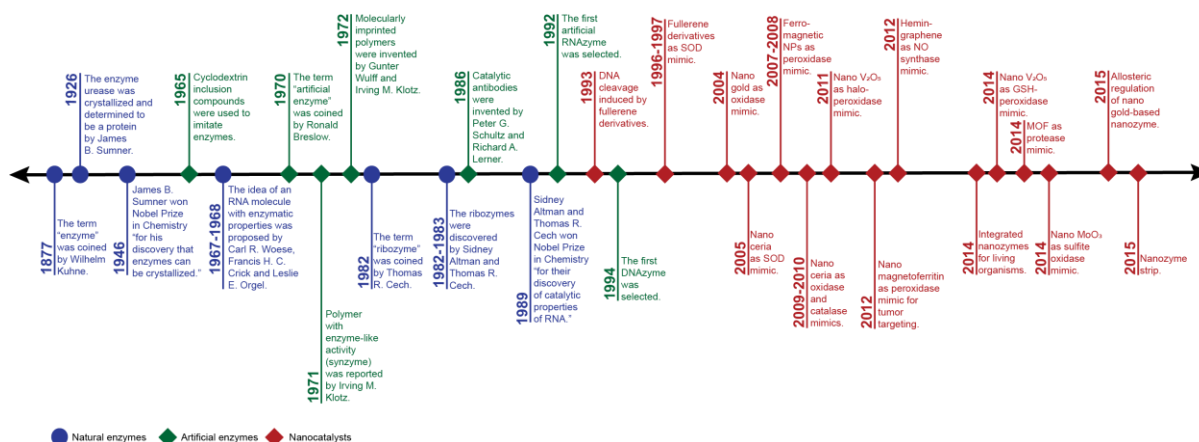 1877
The term
“enzyme”
was coined
by Wilhelm
Kuhne.
1926
The enzyme
urease was
crystallized and
determined to
be a protein
by James
B. Sumner.
1946
James B.
Sumner won
Nobel Prize
in Chemistry
“for his
discovery that
enzymes can
be crystallized.”
1965
Cyclodextrin
inclusion
compounds
were used to
imitate
enzymes.
1967-1968
The idea of an
RNA molecule
with enzymatic
properties was
proposed by
Carl R. Woese,
Francis H. C.
Crick and Leslie
E. Orgel.
1970
The term
“artificial
enzyme”
was coined
by Ronald
Breslow.
1971
Polymer
with
enzyme-like
activity
(synzyme)
was reported
by Irving M.
Klotz.
1972
Molecularly
imprinted
polymers
were invented
by Gunter
Wulff and
Irving M. Klotz.
1982
The term
“ribozyme”
was coined
by Thomas
R. Cech.
1982-1983
The ribozymes
were discovered
by Sidney
Altman and
Thomas R.
Cech.
1986
Catalytic
antibodies
were
invented by
Peter G.
Schultz and
Richard A.
Lerner.
1989
Sidney
Altman and
Thomas R.
Cech won
Nobel Prize
in Chemistry
“for their
discovery
of catalytic
properties
of RNA.”
1992
The first
artificial
RNAzyme
was selected.
1993
DNA
cleavage
induced by
fullerene
derivatives.
1994
The first
DNAzyme
was
selected.
1996-1997
Fullerene
derivatives
as SOD
mimic.
2004
Nano
gold as
oxidase
mimic.
2005
Nano
ceria
as SOD
mimic.
2007-2008
Ferro-
magnetic
NPs as
peroxidase
mimic.
2009-2010
Nano
ceria as
oxidase
and
catalase
mimics.
2011
Nano V₂O₅
as halo-
peroxidase
mimic.
2012
Nano
magnetoferritin
as peroxidase
mimic for
tumor
targeting.
2012
Hemin-
graphene
as NO
synthase
mimic.
2014
Integrated
nanozymes
for living
organisms.
2014
Nano V₂O₅
as GSH-
peroxidase
mimic.
2014
MOF as
protease
mimic.
2014
Nano MoO₃
as sulfite
oxidase
mimic.
2015
Allosteric
regulation
of nano
gold-based
nanozyme.
2015
Nanozyme
strip.
Natural enzymes
Artificial enzymes
Nanocatalysts